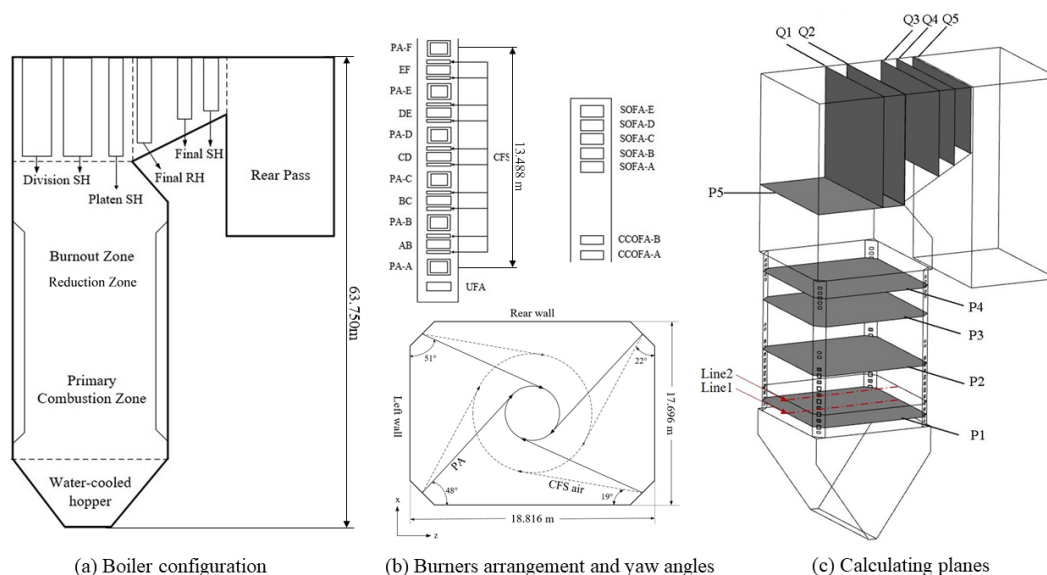 Division SH
Platen SH
Final RH
Final SH
Rear Pass
Burnout Zone
Reduction Zone
Primary
Combustion Zone
Water-cooled
hopper
63.750m
(a) Boiler configuration
PA-F
EF
PA-E
DE
PA-D
CD
PA-C
BC
PA-B
AB
PA-A
UFA
CFS
13.488 m
SOFA-E
SOFA-D
SOFA-C
SOFA-B
SOFA-A
CCOFA-B
CCOFA-A
Rear wall
51°
22°
Left wall
17.696 m
PA
CFS air
48°
19°
x
z
18.816 m
(b) Burners arrangement and yaw angles
Q3
Q4
Q5
Q1
Q2
P5
P4
P3
Line2
P2
Line1
P1
(c) Calculating planes